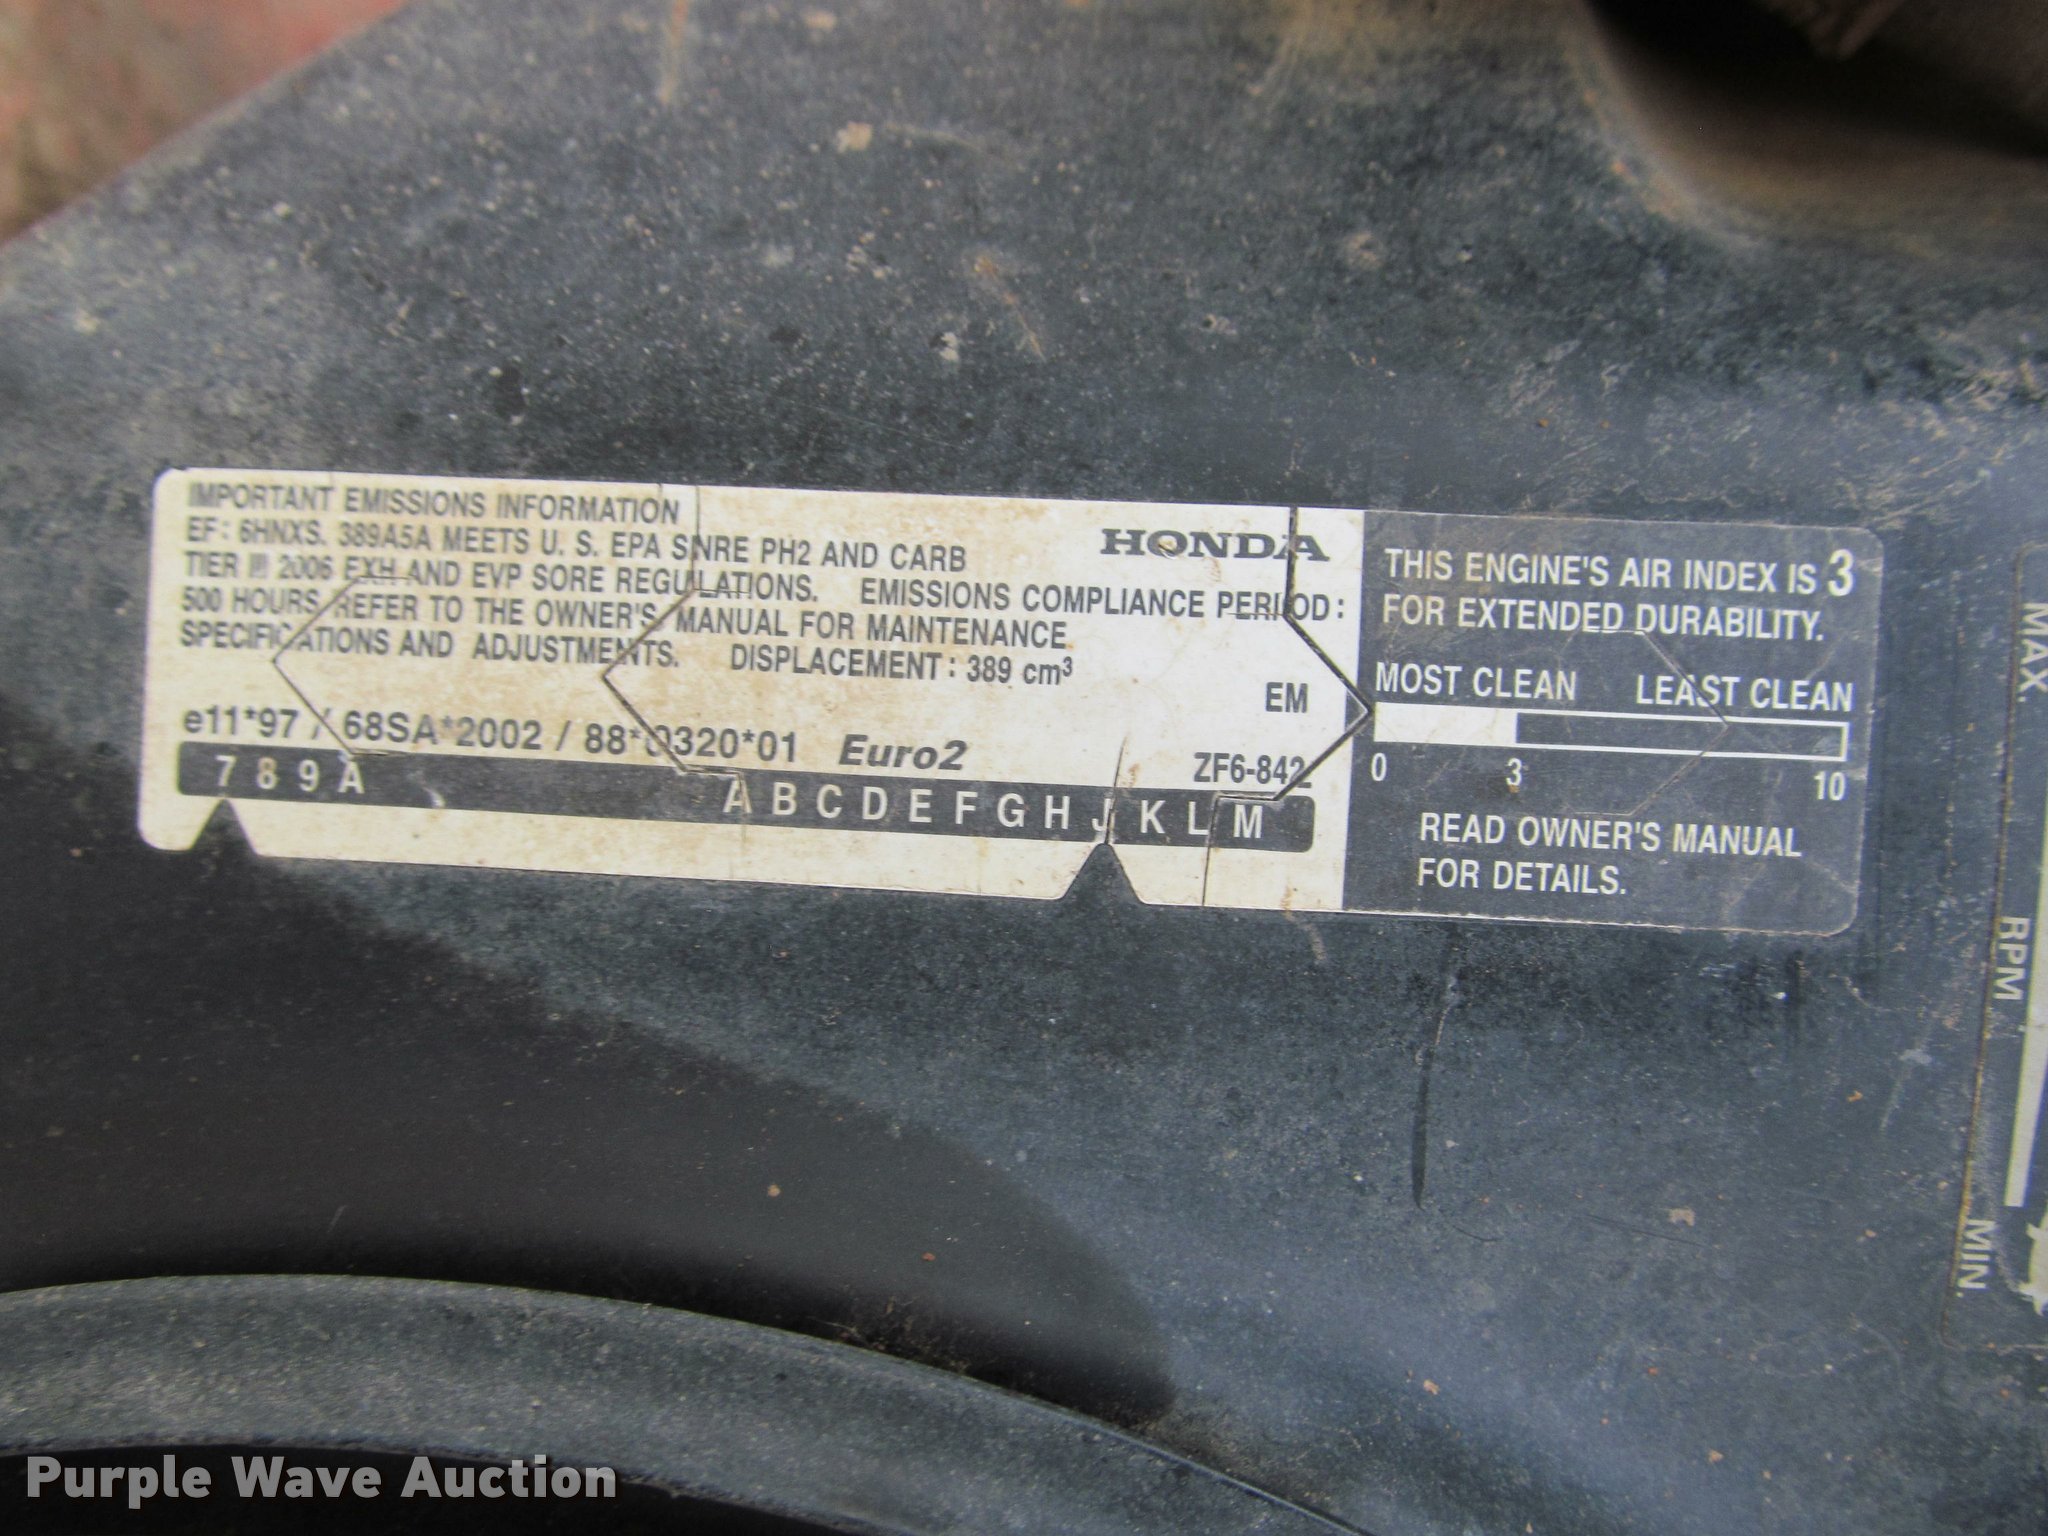 IMPORTANT EMISSIONS INFORMATION
EF: 6HNXS. 389A5A MEETS U. S. EPA SNRE PH2 AND CARB
TIER 2006 EXH AND EVP SORE REGULATIONS. EMISSIONS COMPLIANCE PERIOD:
500 HOURS REFER TO THE OWNER'S MANUAL FOR MAINTENANCE
SPECIFICATIONS AND ADJUSTMENTS. DISPLACEMENT: 389 cm³
HONDA
EM
e11*97 / 68SA*2002 / 88*0320*01 Euro2
ZF6-842
7 8 9 A
A B C D E F G H J K L M
THIS ENGINE'S AIR INDEX IS 3
FOR EXTENDED DURABILITY.
MOST CLEAN LEAST CLEAN
0 3 10
READ OWNER'S MANUAL
FOR DETAILS.
MAX.
RPM
MIN.
Purple Wave Auction